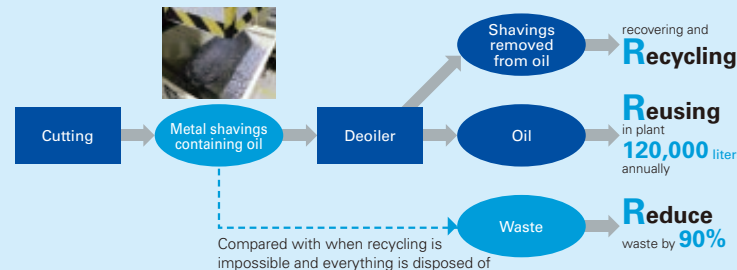 Cutting
Metal shavings
containing oil
Deoiler
Shavings
removed
from oil
recovering and
Recycling
Oil
Reusing
in plant
120,000 liter
annually
Waste
Reduce
waste by 90%
Compared with when recycling is
impossible and everything is disposed of